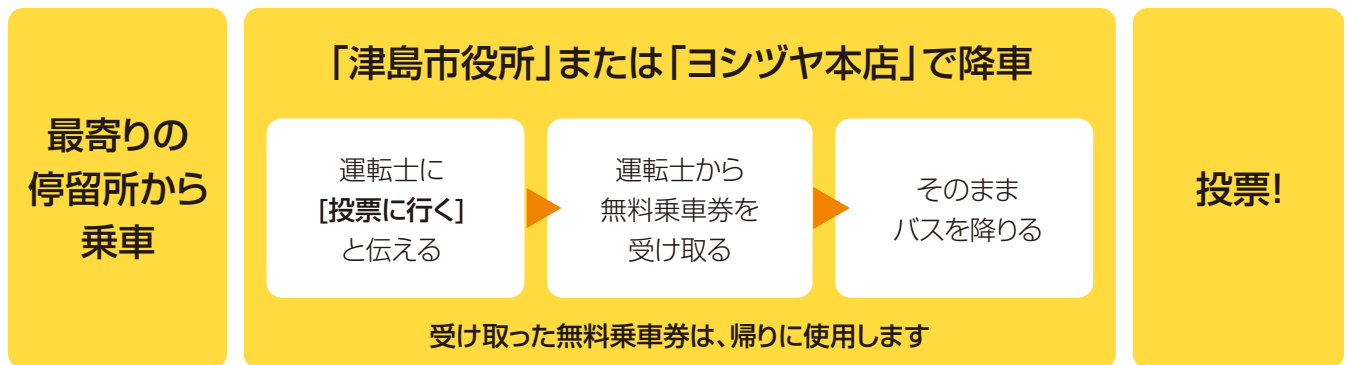 最寄りの
停留所から
乗車
「津島市役所」または「ヨシヅヤ本店」で降車
運転士に
[投票に行く]
と伝える
運転士から
無料乗車券を
受け取る
そのまま
バスを降りる
受け取った無料乗車券は、帰りに使用します
投票!